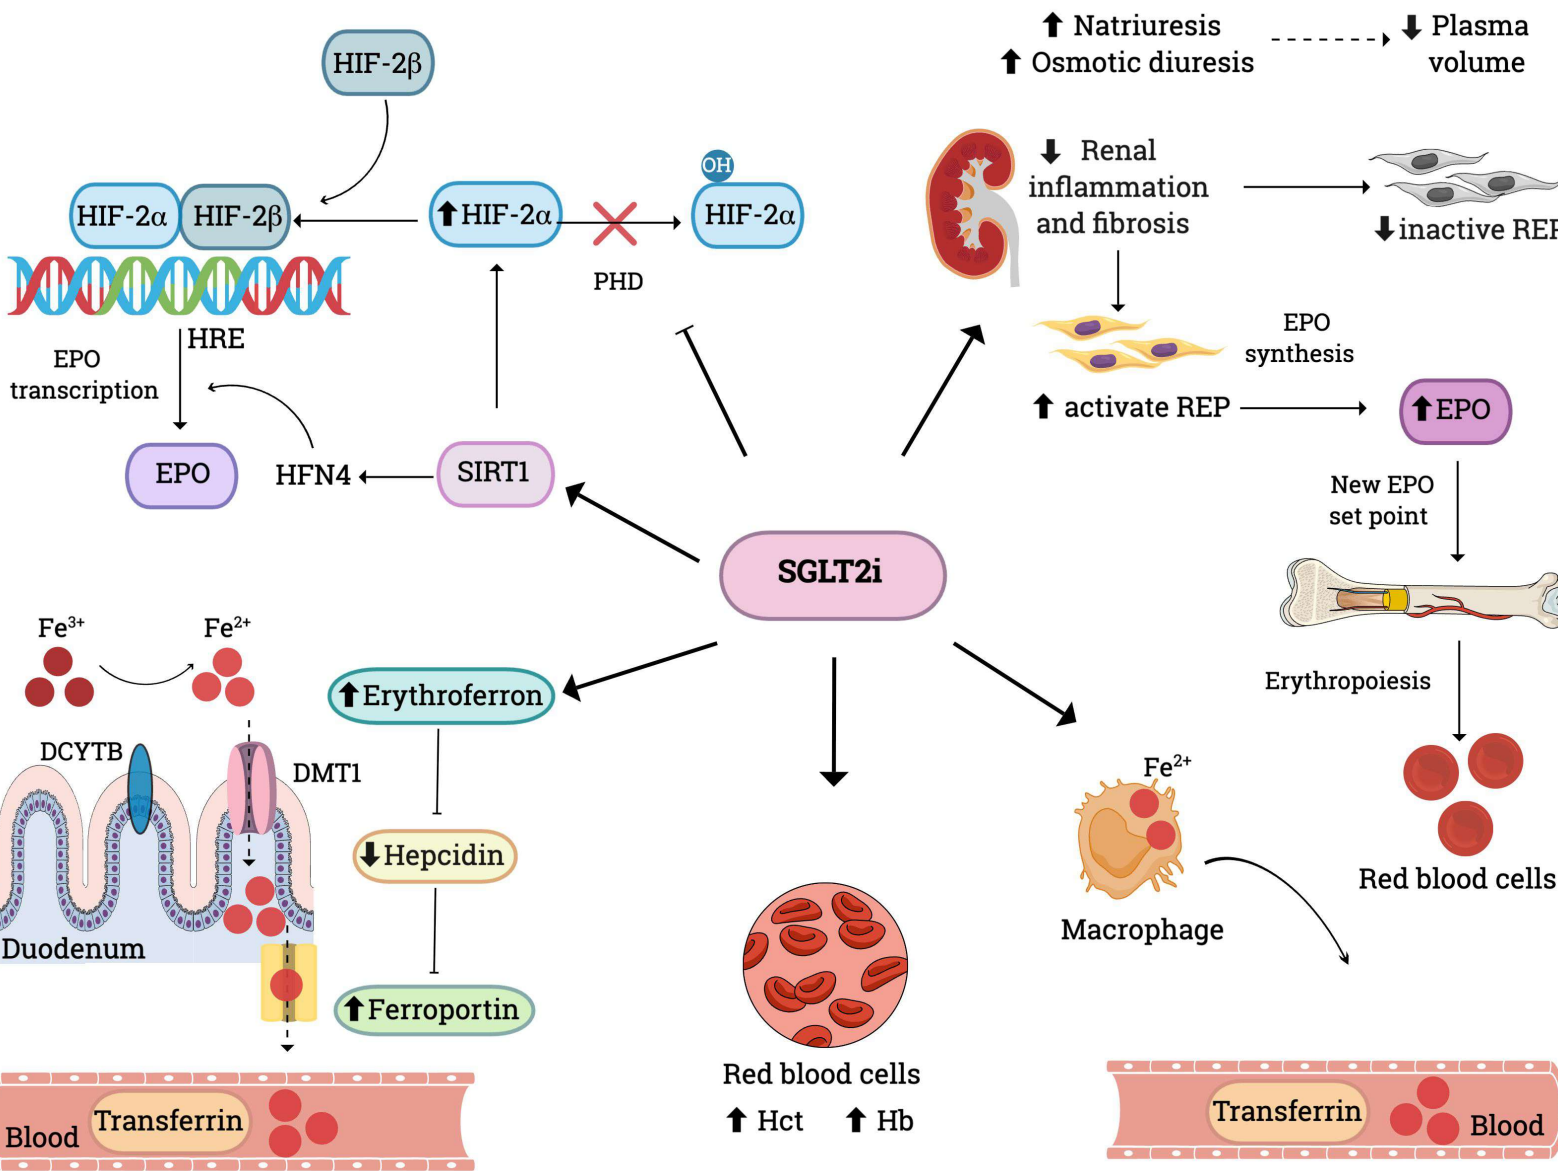 Natriuresis
Osmotic diuresis
Plasma
volume
HIF-2β
OH
HIF-2α
HIF-2β
HIF-2α
HIF-2α
PHD
HRE
EPO
transcription
EPO
HFN4
SIRT1
Renal
inflammation
and fibrosis
inactive REP
EPO
synthesis
activate REP
EPO
New EPO
set point
Erythropoiesis
Red blood cells
SGLT2i
Fe3+
Fe2+
DCYTB
DMT1
Duodenum
Erythroferron
Hepcidin
Ferroportin
Blood
Transferrin
Red blood cells
Hct
Hb
Fe2+
Macrophage
Transferrin
Blood